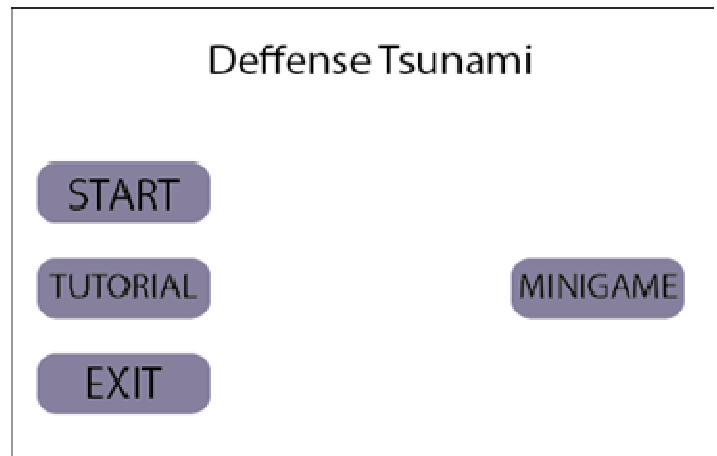 Deffense Tsunami
START
TUTORIAL
MINIGAME
EXIT